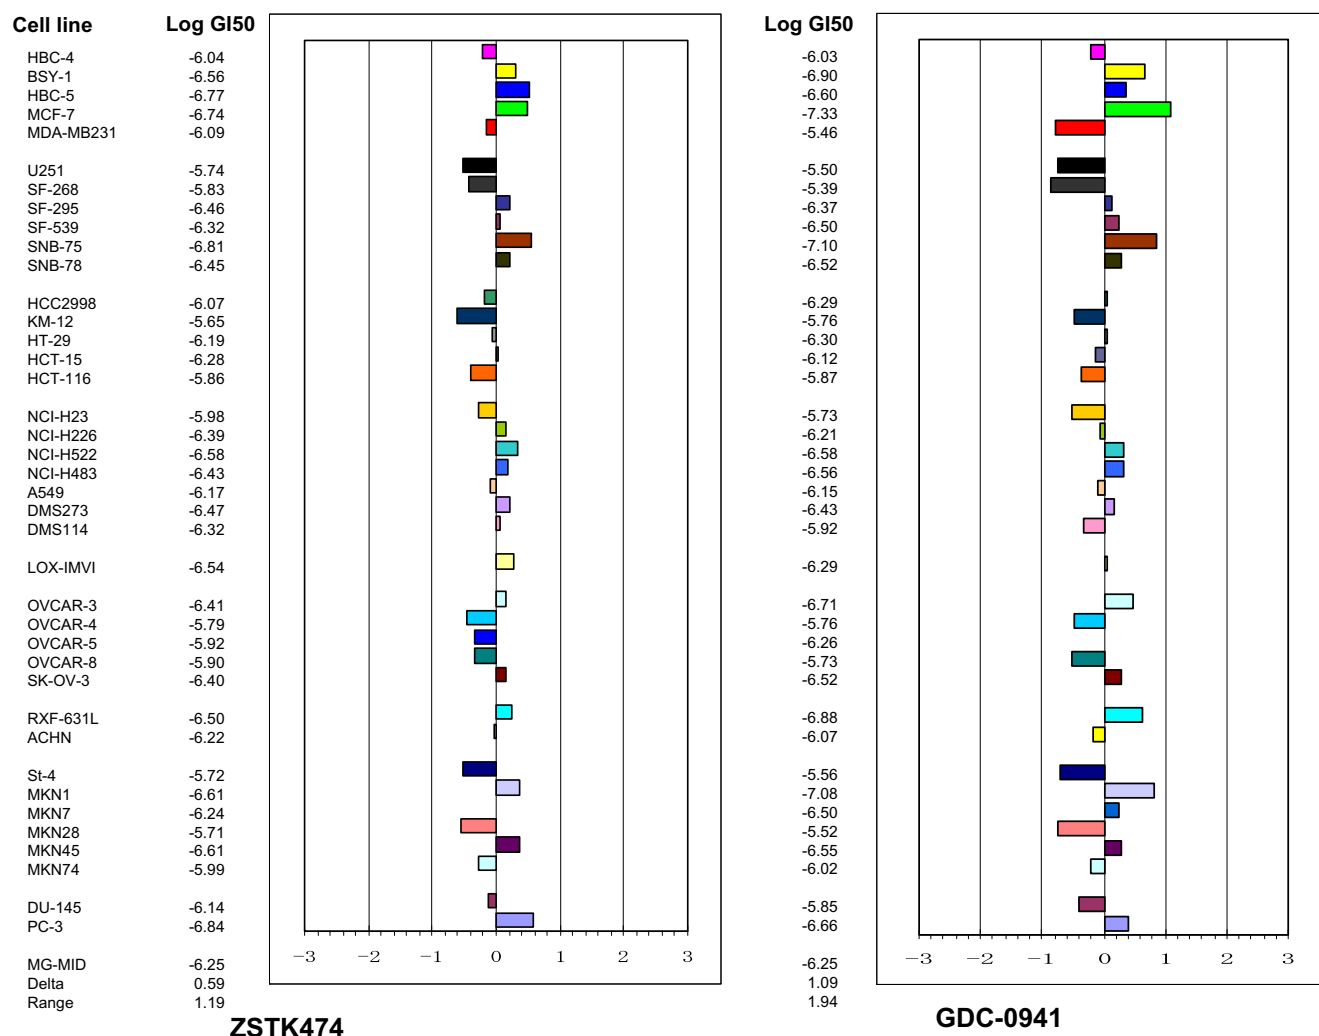 Cell line Log GI50 Log GI50
HBC-4 -6.04 -6.03
BSY-1 -6.56 -6.90
HBC-5 -6.77 -6.60
MCF-7 -6.74 -7.33
MDA-MB231 -6.09 -5.46
U251 -5.74 -5.50
SF-268 -5.83 -5.39
SF-295 -6.46 -6.37
SF-539 -6.32 -6.50
SNB-75 -6.81 -7.10
SNB-78 -6.45 -6.52
HCC2998 -6.07 -6.29
KM-12 -5.65 -5.76
HT-29 -6.19 -6.30
HCT-15 -6.28 -6.12
HCT-116 -5.86 -5.87
NCI-H23 -5.98 -5.73
NCI-H226 -6.39 -6.21
NCI-H522 -6.58 -6.58
NCI-H483 -6.43 -6.56
A549 -6.17 -6.15
DMS273 -6.47 -6.43
DMS114 -6.32 -5.92
LOX-IMVI -6.54 -6.29
OVCAR-3 -6.41 -6.71
OVCAR-4 -5.79 -5.76
OVCAR-5 -5.92 -6.26
OVCAR-8 -5.90 -5.73
SK-OV-3 -6.40 -6.52
RXF-631L -6.50 -6.88
ACHN -6.22 -6.07
St-4 -5.72 -5.56
MKN1 -6.61 -7.08
MKN7 -6.24 -6.50
MKN28 -5.71 -5.52
MKN45 -6.61 -6.55
MKN74 -5.99 -6.02
DU-145 -6.14 -5.85
PC-3 -6.84 -6.66
−3 −2 −1 0 1 2 3 −3 −2 −1 0 1 2 3
MG-MID -6.25 -6.25
Delta 0.59 1.09
Range 1.19 1.94
ZSTK474 GDC-0941